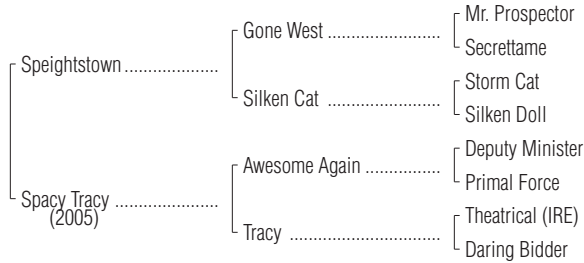 Mr. Prospector
Gone West ........................
Secrettame
Speightstown ....................
Storm Cat
Silken Cat ........................
Silken Doll
Deputy Minister
Awesome Again ................
Primal Force
Spacy Tracy ......................
(2005)
Theatrical (IRE)
Tracy ................................
Daring Bidder